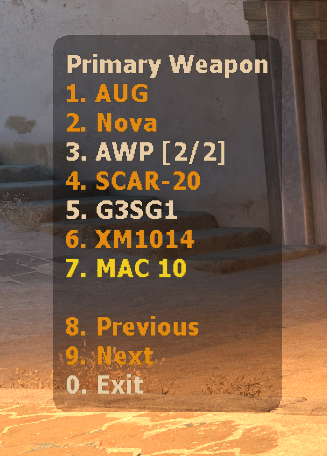 Primary Weapon
1. AUG
2. Nova
3. AWP [2/2]
4. SCAR-20
5. G3SG1
6. XM1014
7. MAC 10
8. Previous
9. Next
0. Exit